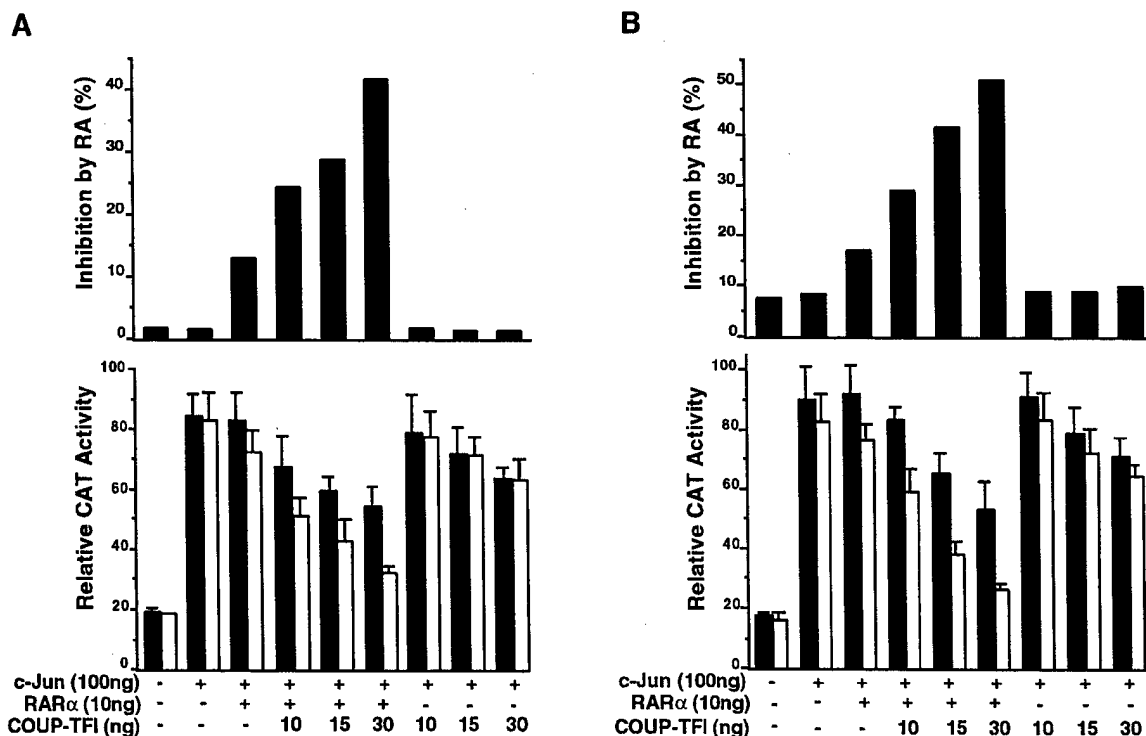 A
Inhibition by RA (%)
40
30
20
10
0
Relative CAT Activity
100
80
60
40
20
0
c-Jun (100ng) - + + + + + + + +
RARα (10ng) - - + + + + - - -
COUP-TFI (ng) - - - 10 15 30 10 15 30
B
Inhibition by RA (%)
50
40
30
20
10
0
Relative CAT Activity
100
80
60
40
20
0
c-Jun (100ng) - + + + + + + + +
RARα (10ng) - - + + + + - - -
COUP-TFI (ng) - - - 10 15 30 10 15 30